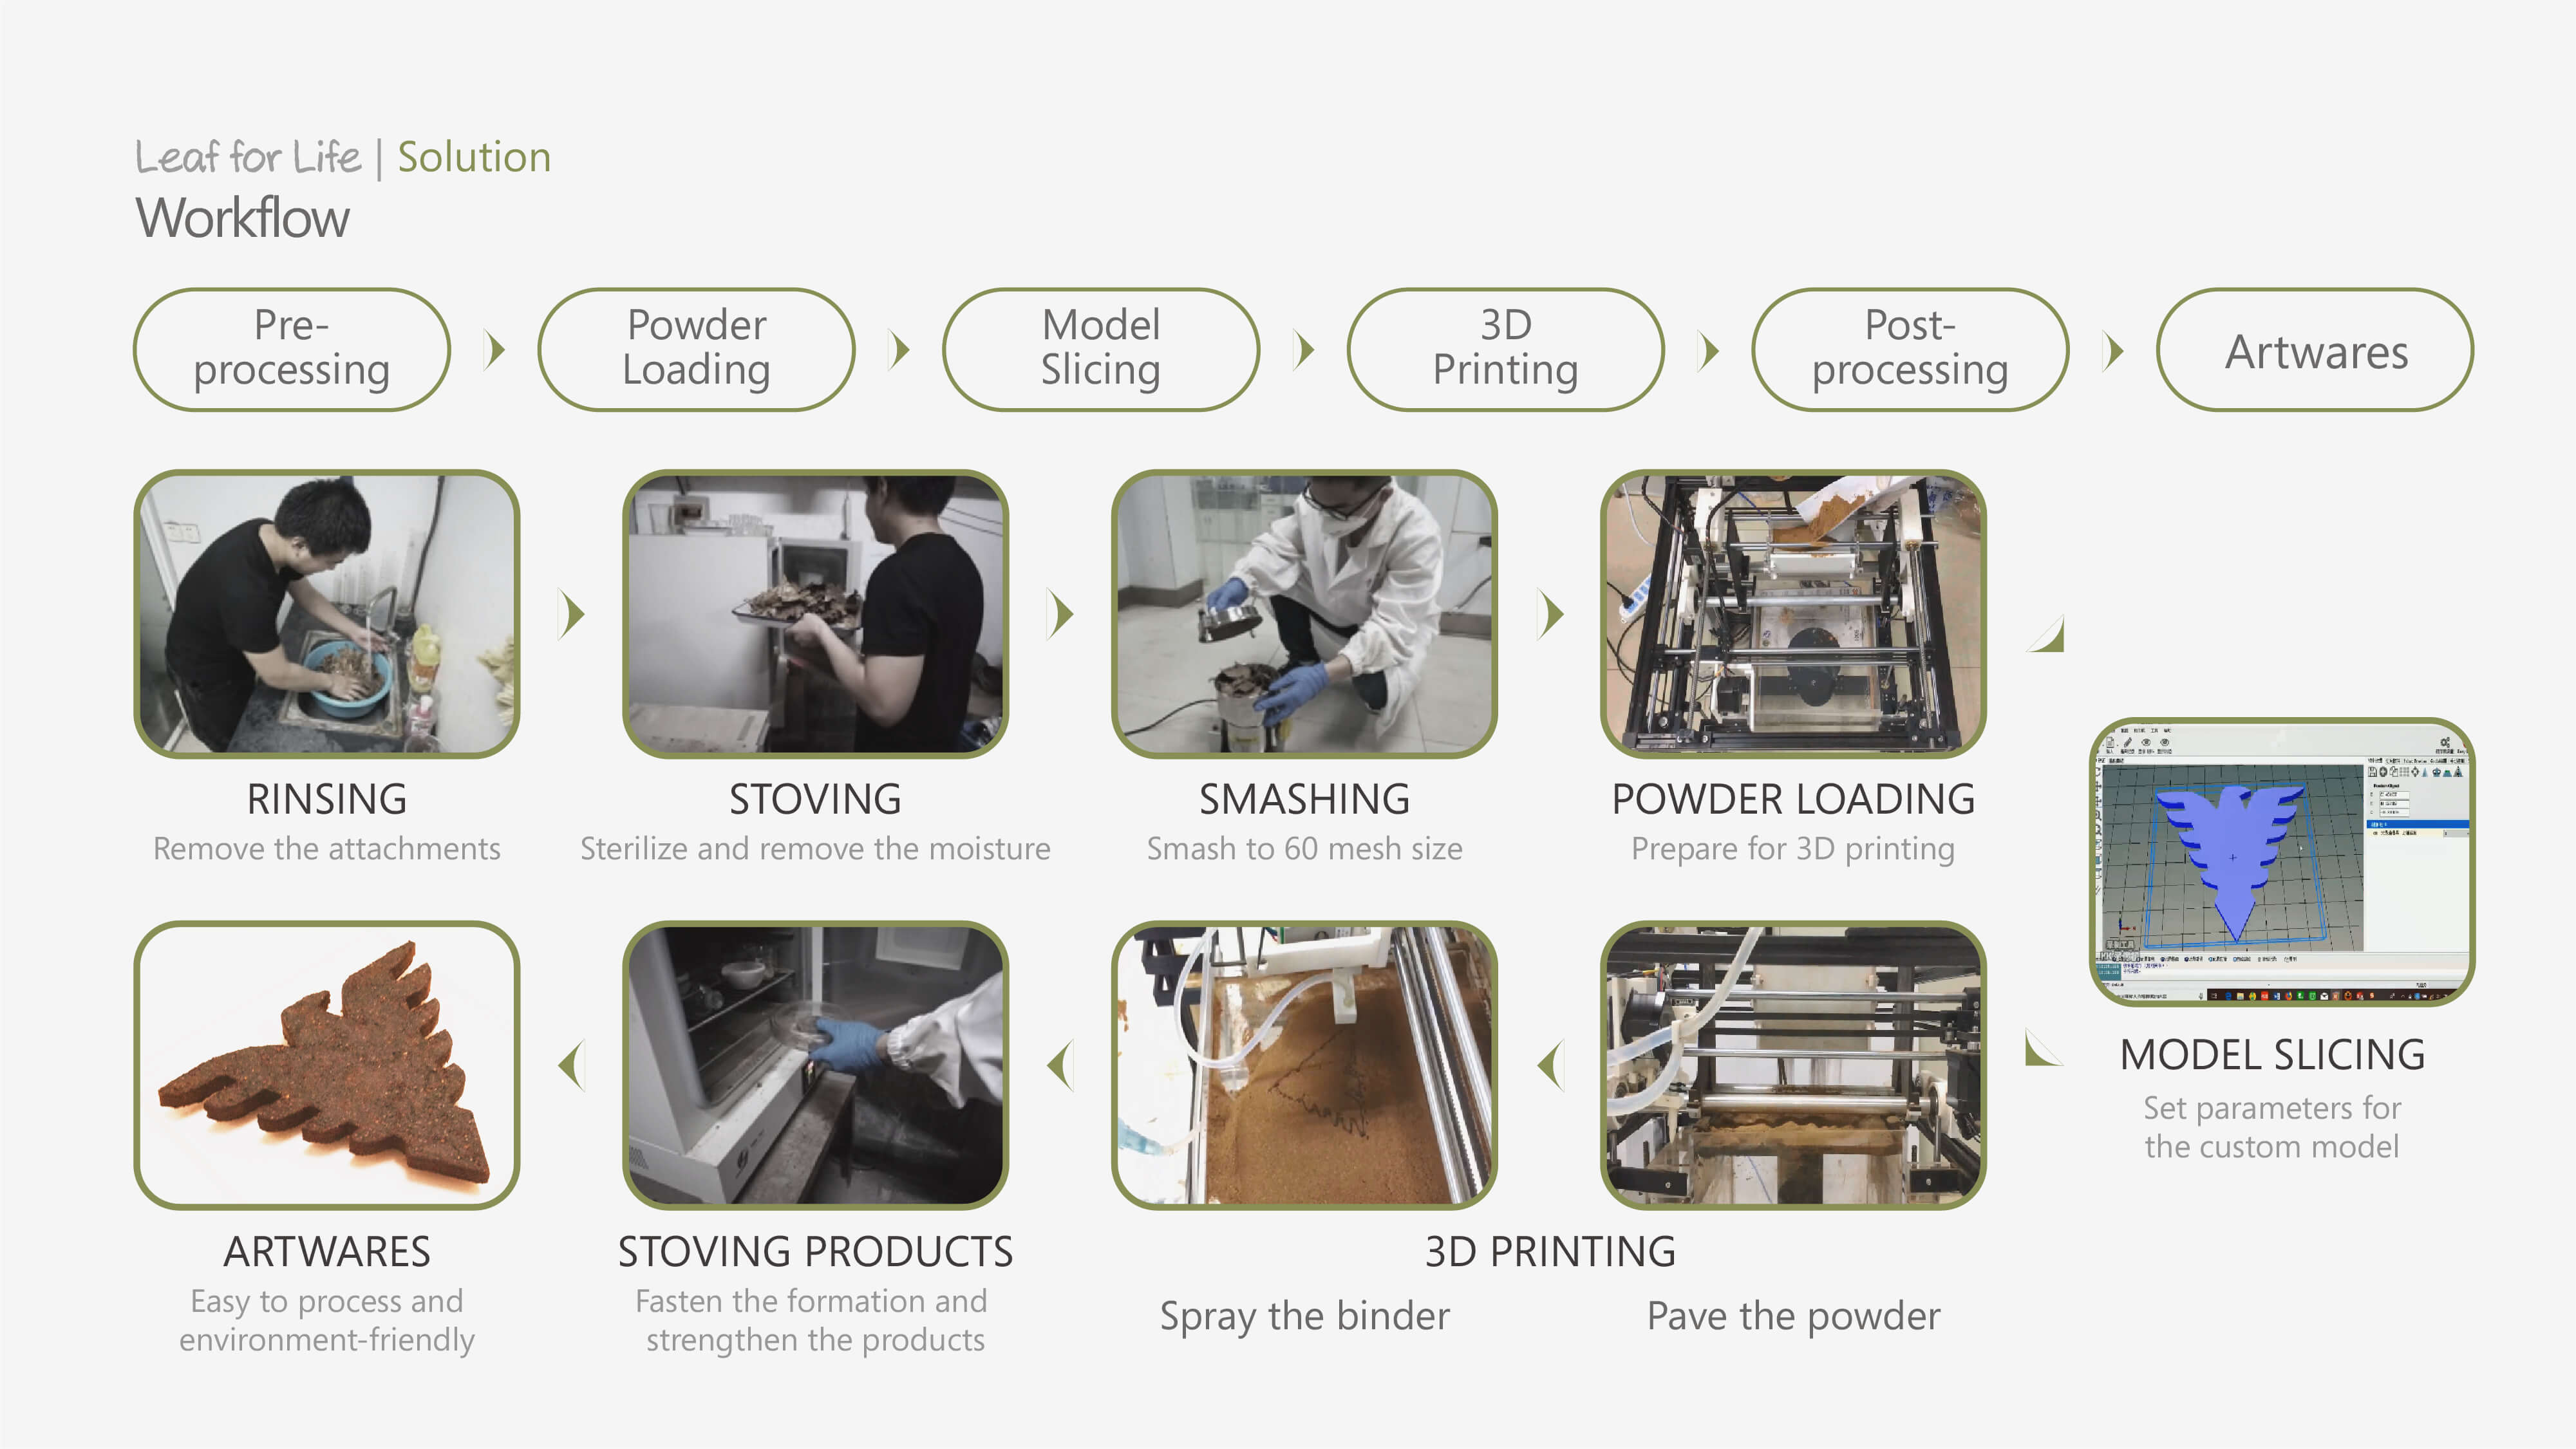 Leaf for Life | Solution
Workflow
Pre-
processing
Powder
Loading
Model
Slicing
3D
Printing
Post-
processing
Artwares
RINSING
Remove the attachments
STOVING
Sterilize and remove the moisture
SMASHING
Smash to 60 mesh size
POWDER LOADING
Prepare for 3D printing
MODEL SLICING
Set parameters for
the custom model
ARTWARES
Easy to process and
environment-friendly
STOVING PRODUCTS
Fasten the formation and
strengthen the products
3D PRINTING
Spray the binder
Pave the powder